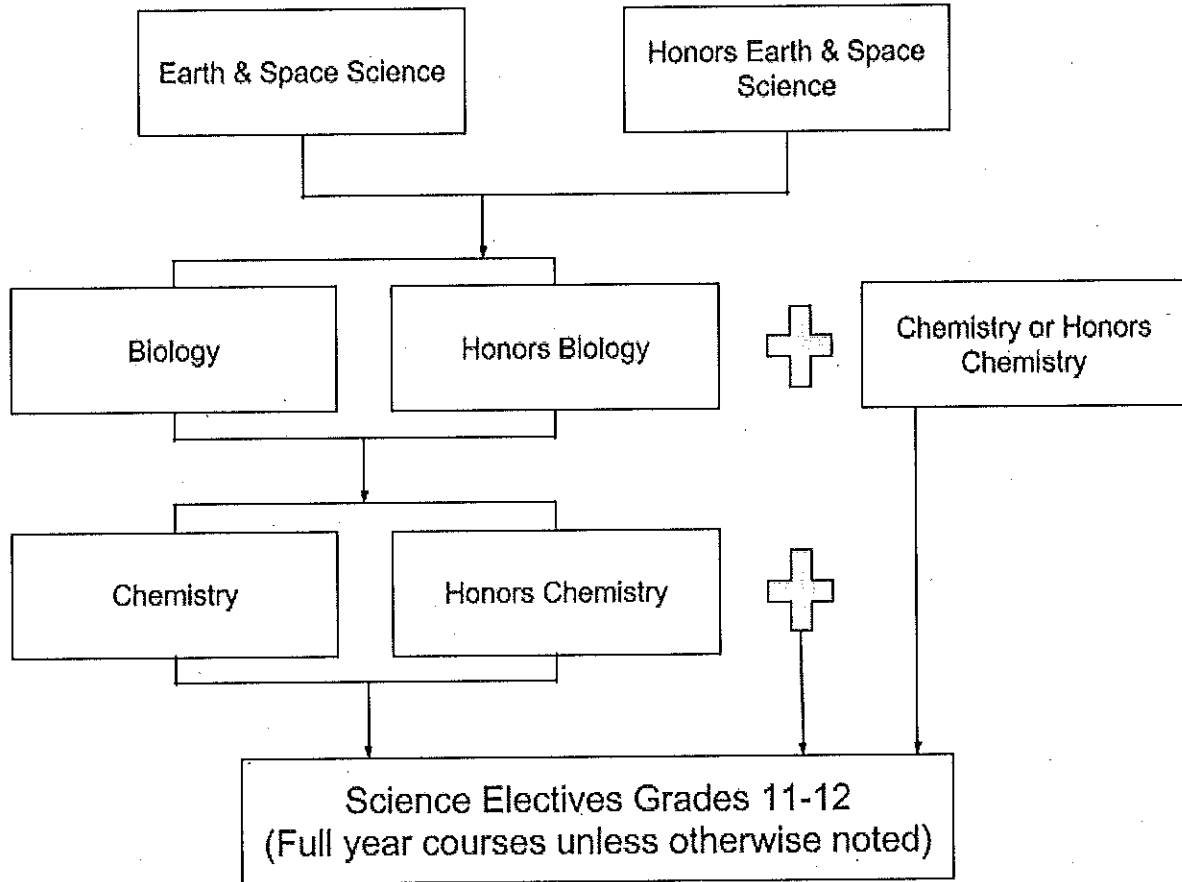 Earth & Space Science
Honors Earth & Space
Science
Biology
Honors Biology
Chemistry or Honors
Chemistry
Chemistry
Honors Chemistry
Science Electives Grades 11-12
(Full year courses unless otherwise noted)